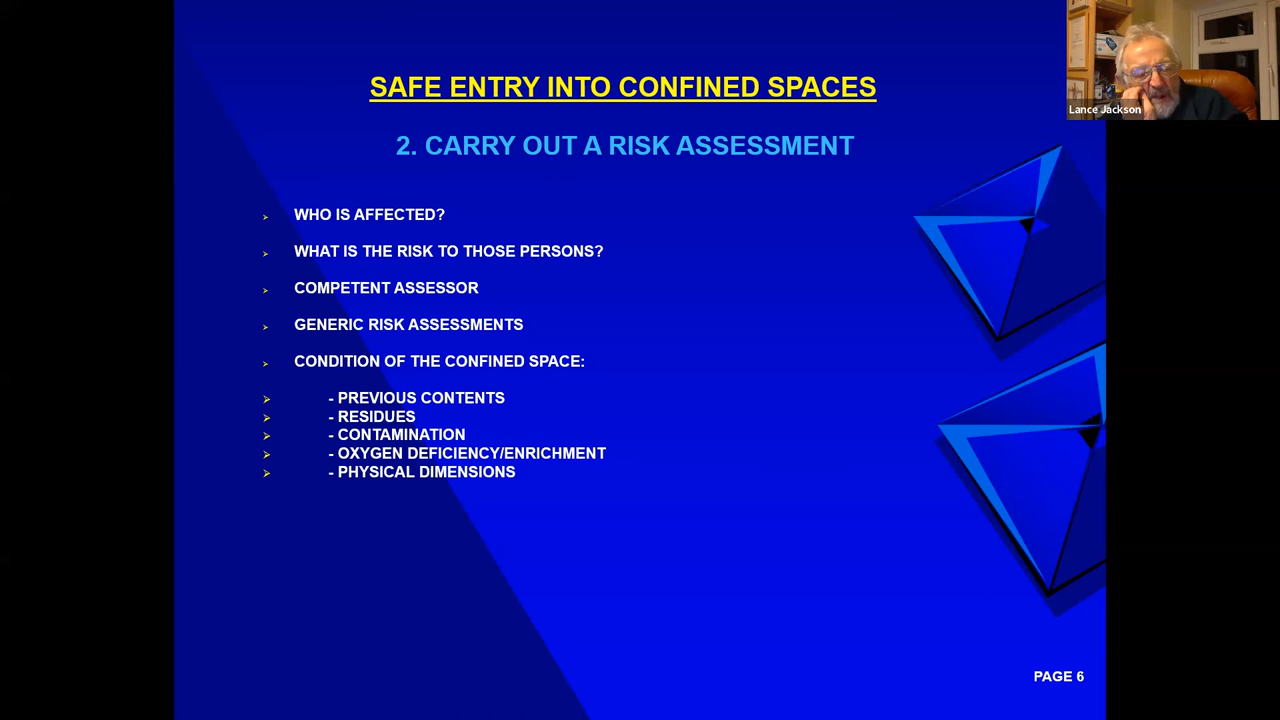 SAFE ENTRY INTO CONFINED SPACES
2. CARRY OUT A RISK ASSESSMENT
WHO IS AFFECTED?
WHAT IS THE RISK TO THOSE PERSONS?
COMPETENT ASSESSOR
GENERIC RISK ASSESSMENTS
CONDITION OF THE CONFINED SPACE:
- PREVIOUS CONTENTS
- RESIDUES
- CONTAMINATION
- OXYGEN DEFICIENCY/ENRICHMENT
- PHYSICAL DIMENSIONS
PAGE 6
Lance Jackson